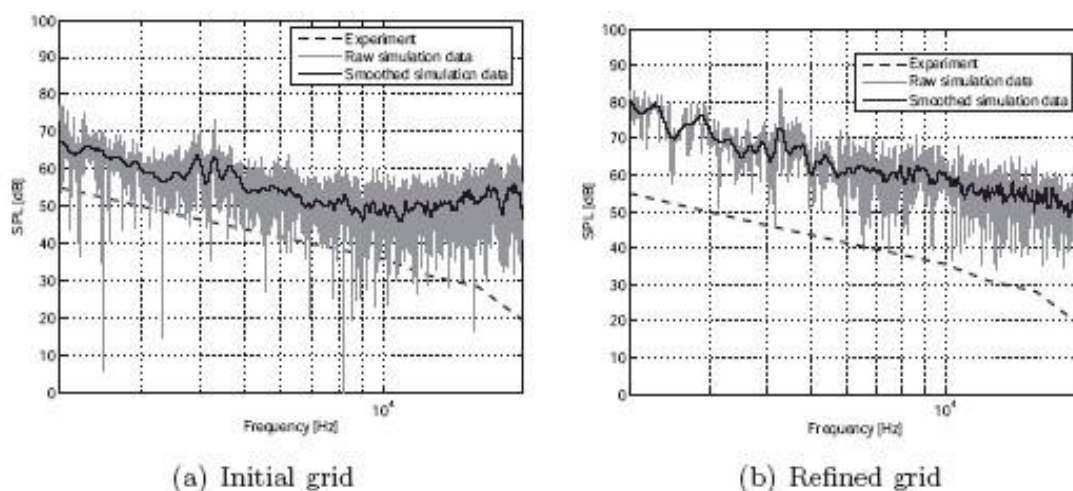 100
90
80
70
60
50
40
30
20
10
0
SPL [dB]
Experiment
Raw simulation data
Smoothed simulation data
10⁴
Frequency [Hz]
(a) Initial grid
100
90
80
70
60
50
40
30
20
10
0
SPL [dB]
Experiment
Raw simulation data
Smoothed simulation data
10⁴
Frequency [Hz]
(b) Refined grid